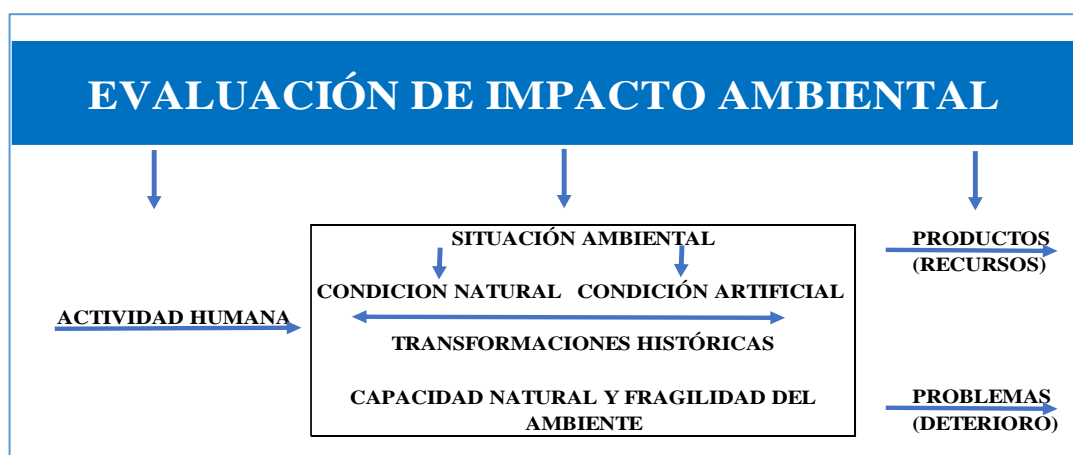 EVALUACIÓN DE IMPACTO AMBIENTAL
ACTIVIDAD HUMANA
SITUACIÓN AMBIENTAL
CONDICION NATURAL CONDICIÓN ARTIFICIAL
TRANSFORMACIONES HISTÓRICAS
CAPACIDAD NATURAL Y FRAGILIDAD DEL
AMBIENTE
PRODUCTOS
(RECURSOS)
PROBLEMAS
(DETERIORO)